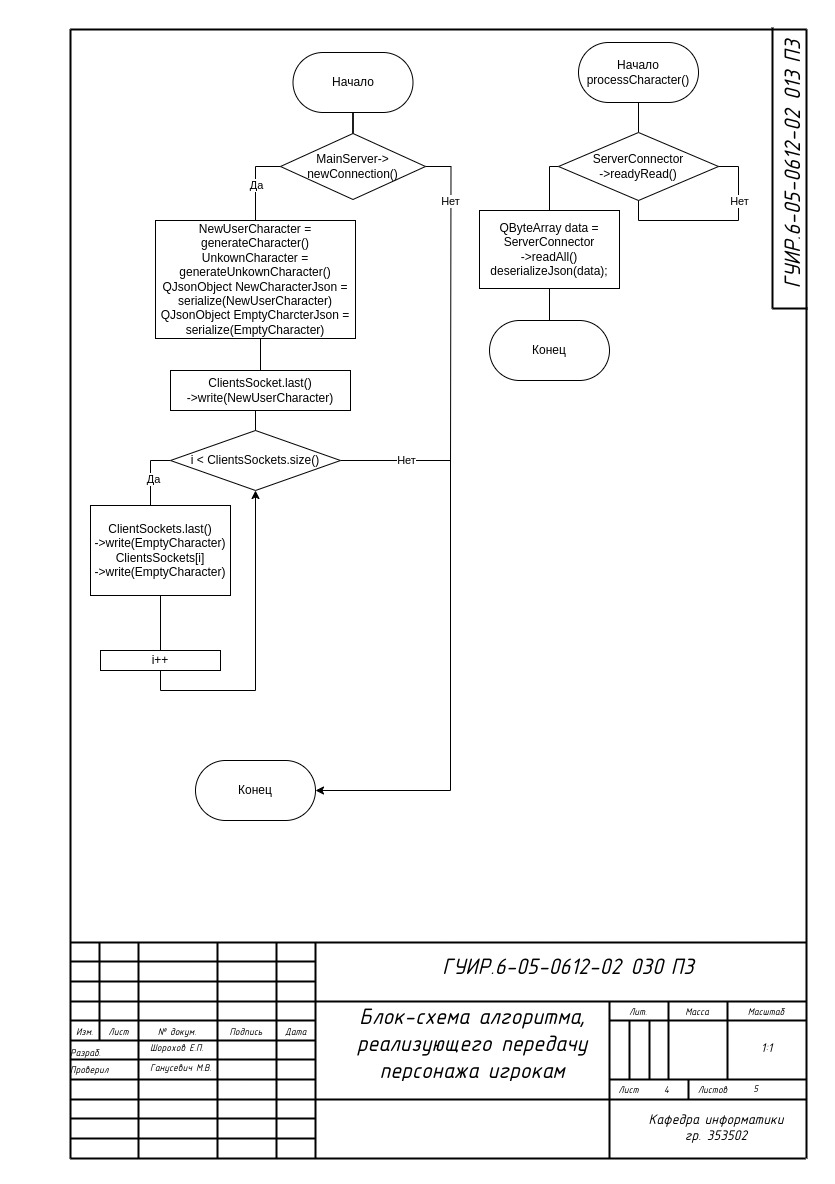 Начало
MainServer->
newConnection()
Да
Нет
NewUserCharacter =
generateCharacter()
UnkownCharacter =
generateUnkownCharacter()
QJsonObject NewCharacterJson =
serialize(NewUserCharacter)
QJsonObject EmptyCharcterJson =
serialize(EmptyCharacter)
ClientsSocket.last()
->write(NewUserCharacter)
i < ClientsSockets.size()
Нет
Да
ClientSockets.last()
->write(EmptyCharacter)
ClientsSockets[i]
->write(EmptyCharacter)
i++
Конец
Начало
processCharacter()
ServerConnector
->readyRead()
Нет
QByteArray data =
ServerConnector
->readAll()
deserializeJson(data);
Конец
ГУИР.6-05-0612-02 013 ПЗ
ГУИР.6-05-0612-02 030 ПЗ
Изм. Лист № докум. Подпись Дата
Разраб Шорохов Е.П.
Проверил Ганусевич М.В.
Блок-схема алгоритма,
реализующего передачу
персонажа игрокам
Лит. Масса Масштаб
1:1
Лист 4 Листов 5
Кафедра информатики
гр. 353502